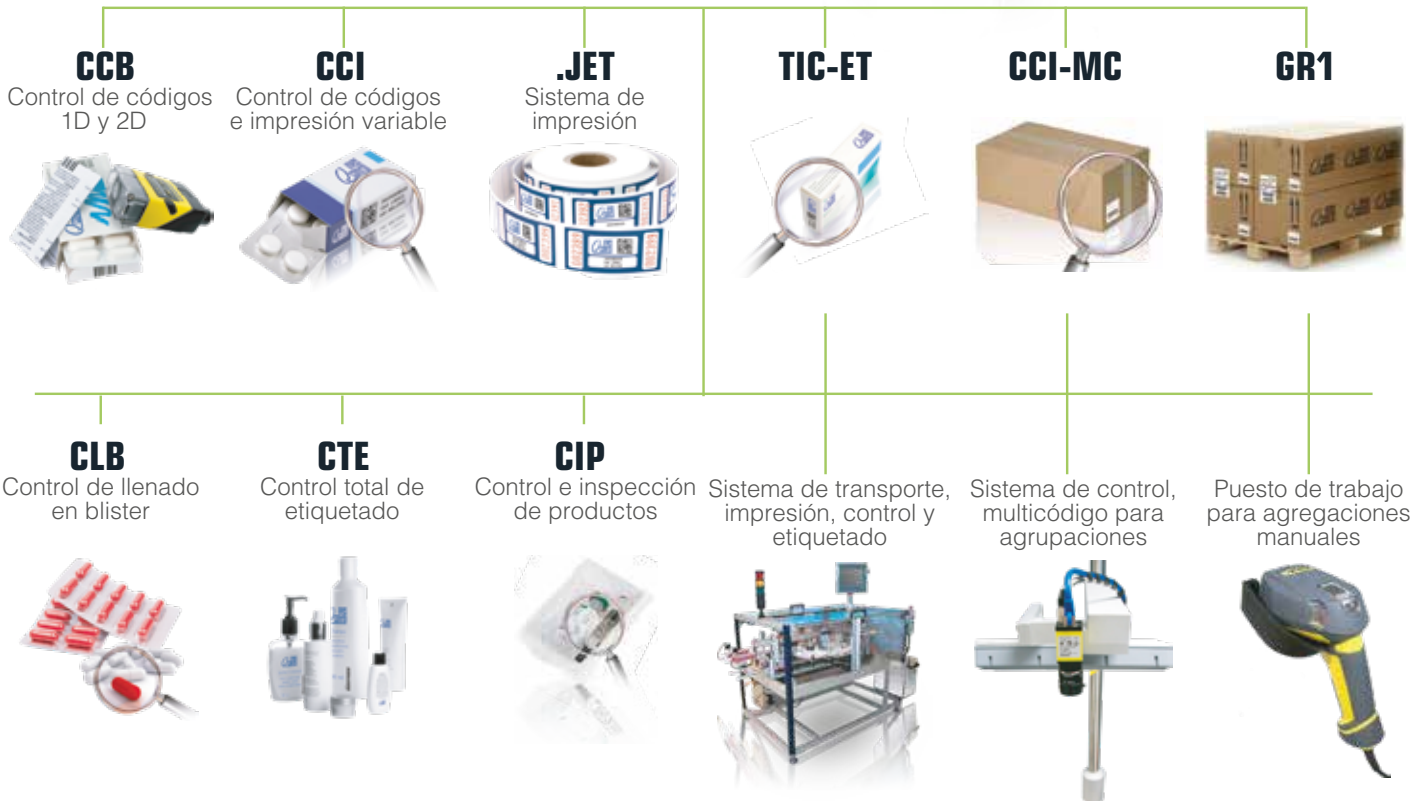 CCB
Control de códigos
1D y 2D
CCI
Control de códigos
e impresión variable
.JET
Sistema de
impresión
TIC-ET
CCI-MC
GR1
CLB
Control de llenado
en blister
CTE
Control total de
etiquetado
CIP
Control e inspección
de productos
Sistema de transporte,
impresión, control y
etiquetado
Sistema de control,
multicódigo para
agrupaciones
Puesto de trabajo
para agregaciones
manuales